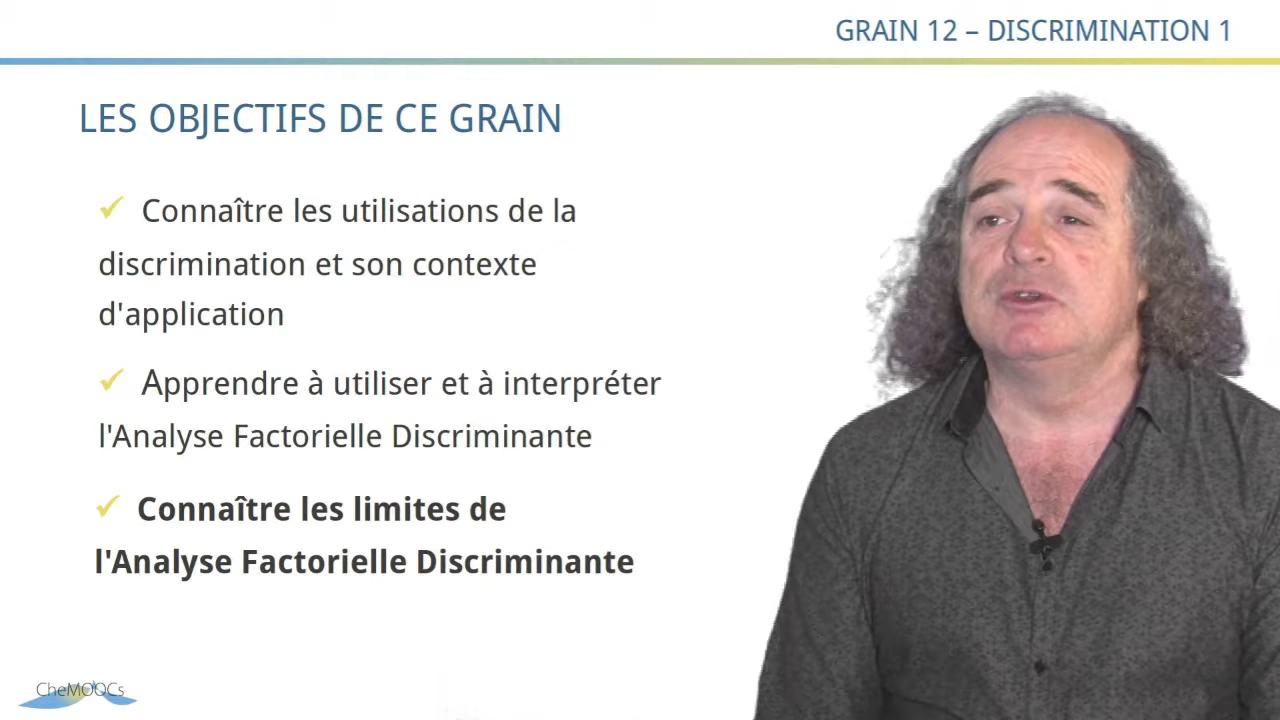 GRAIN 12 – DISCRIMINATION 1
LES OBJECTIFS DE CE GRAIN
✓ Connaître les utilisations de la
discrimination et son contexte
d'application
✓ Apprendre à utiliser et à interpréter
l'Analyse Factorielle Discriminante
✓ Connaître les limites de
l'Analyse Factorielle Discriminante
CheMOOCs